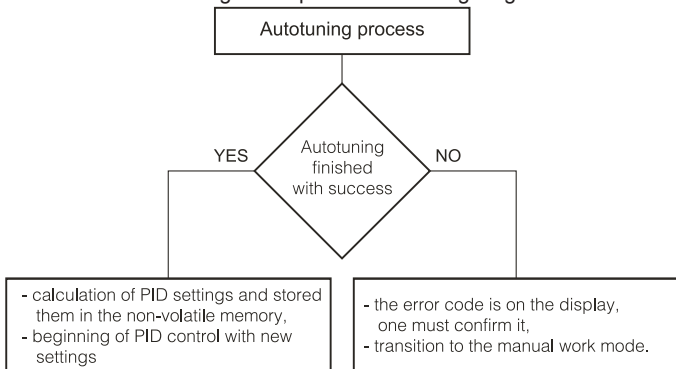 Autotuning process
Autotuning
finished
with success
YES
NO
- calculation of PID settings and stored
them in the non-volatile memory,
- beginning of PID control with new
settings
- the error code is on the display,
one must confirm it,
- transition to the manual work mode.